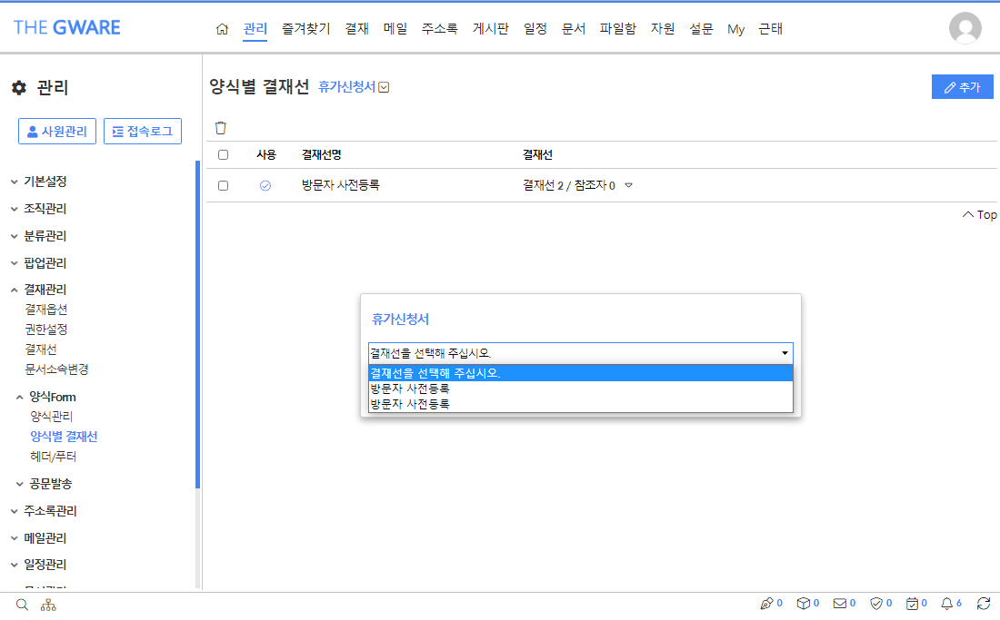 THE GWARE
관리 즐겨찾기 결재 메일 주소록 게시판 일정 문서 파일함 자원 설문 My 근태
관리
사원관리 접속로그
기본설정
조직관리
분류관리
팝업관리
결재관리
결재옵션
권한설정
결재선
문서소속변경
양식Form
양식관리
양식별 결재선
헤더/푸터
공문발송
주소록관리
메일관리
일정관리
양식별 결재선 휴가신청서
추가
사용 결재선명 결재선
방문자 사전등록 결재선 2 / 참조자 0
Top
휴가신청서
결재선을 선택해 주십시오.
결재선을 선택해 주십시오.
방문자 사전등록
방문자 사전등록
0 0 0 0 0 6